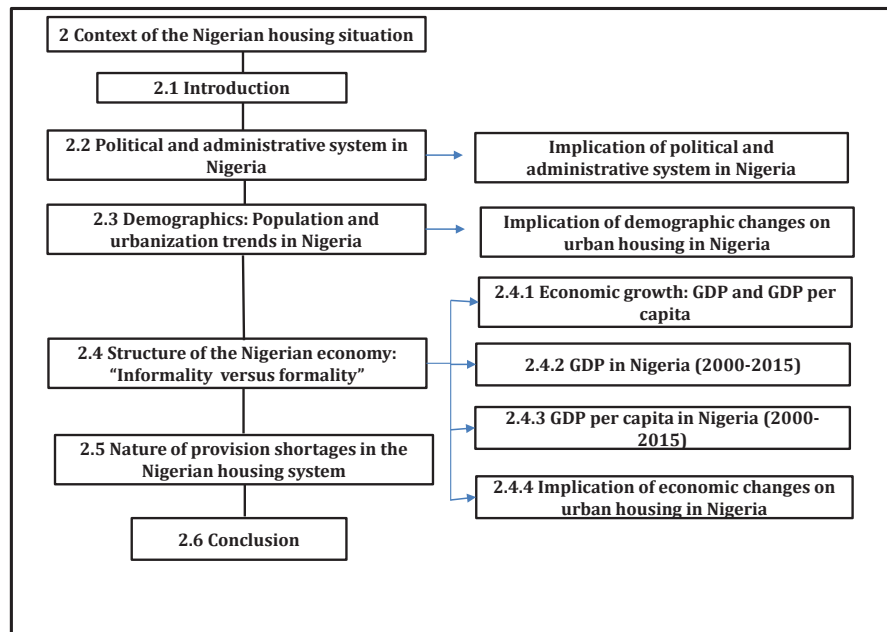 2 Context of the Nigerian housing situation
2.1 Introduction
2.2 Political and administrative system in
Nigeria
Implication of political and
administrative system in Nigeria
2.3 Demographics: Population and
urbanization trends in Nigeria
Implication of demographic changes on
urban housing in Nigeria
2.4 Structure of the Nigerian economy:
“Informality versus formality”
2.4.1 Economic growth: GDP and GDP per
capita
2.4.2 GDP in Nigeria (2000-2015)
2.4.3 GDP per capita in Nigeria (2000-
2015)
2.4.4 Implication of economic changes on
urban housing in Nigeria
2.5 Nature of provision shortages in the
Nigerian housing system
2.6 Conclusion